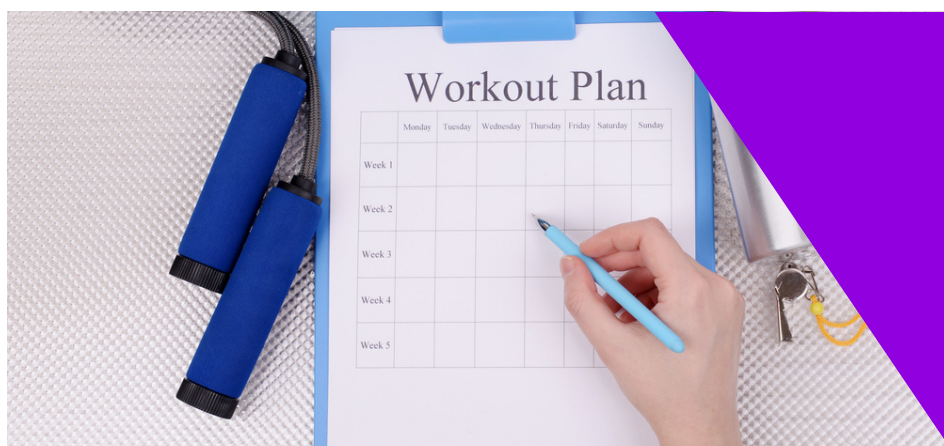 Workout Plan
Monday Tuesday Wednesday Thursday Friday Saturday Sunday
Week 1
Week 2
Week 3
Week 4
Week 5